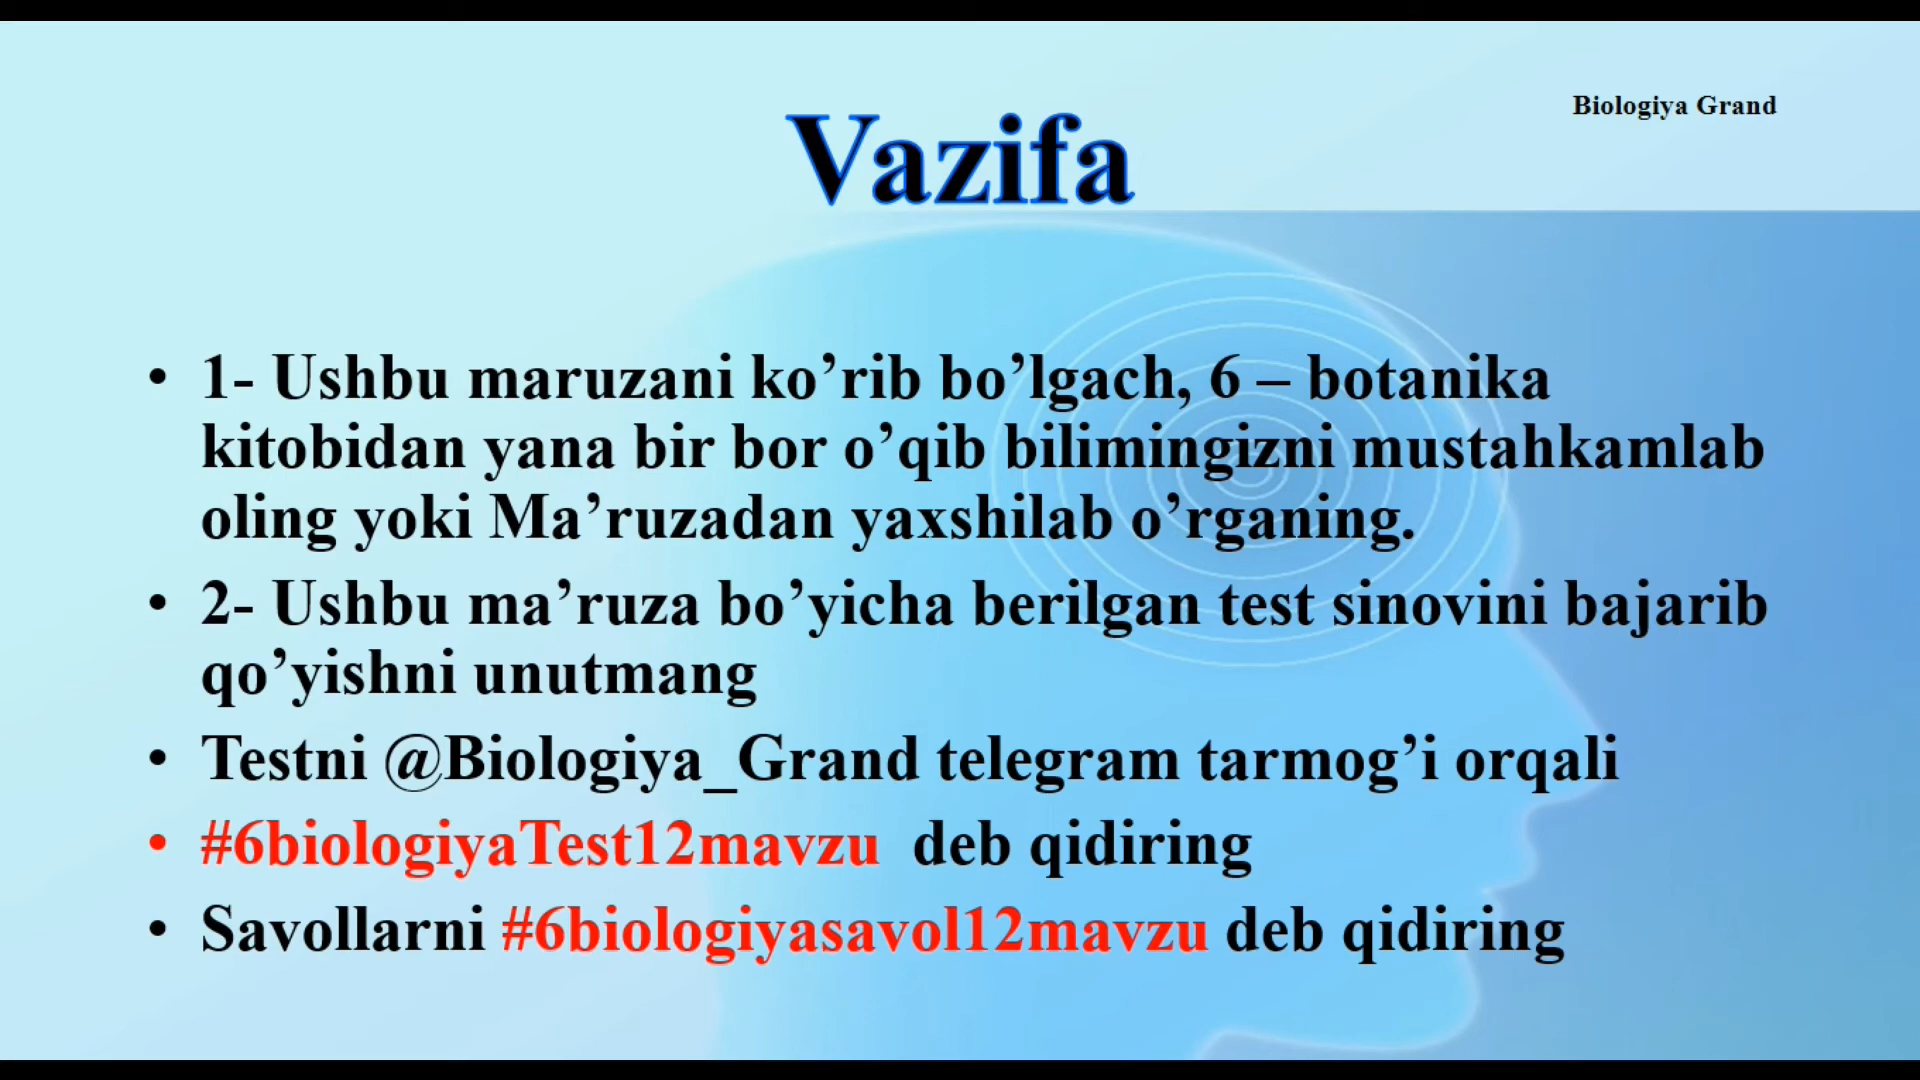 Biologiya Grand
Vazifa
• 1- Ushbu maruzani ko’rib bo’lgach, 6 – botanika
kitobidan yana bir bor o’qib bilimingizni mustahkamlab
oling yoki Ma’ruzadan yaxshilab o’rganing.
• 2- Ushbu ma’ruza bo’yicha berilgan test sinovini bajarib
qo’yishni unutmang
• Testni @Biologiya_Grand telegram tarmog’i orqali
• #6biologiyaTest12mavzu deb qidiring
• Savollarni #6biologiyasavol12mavzu deb qidiring